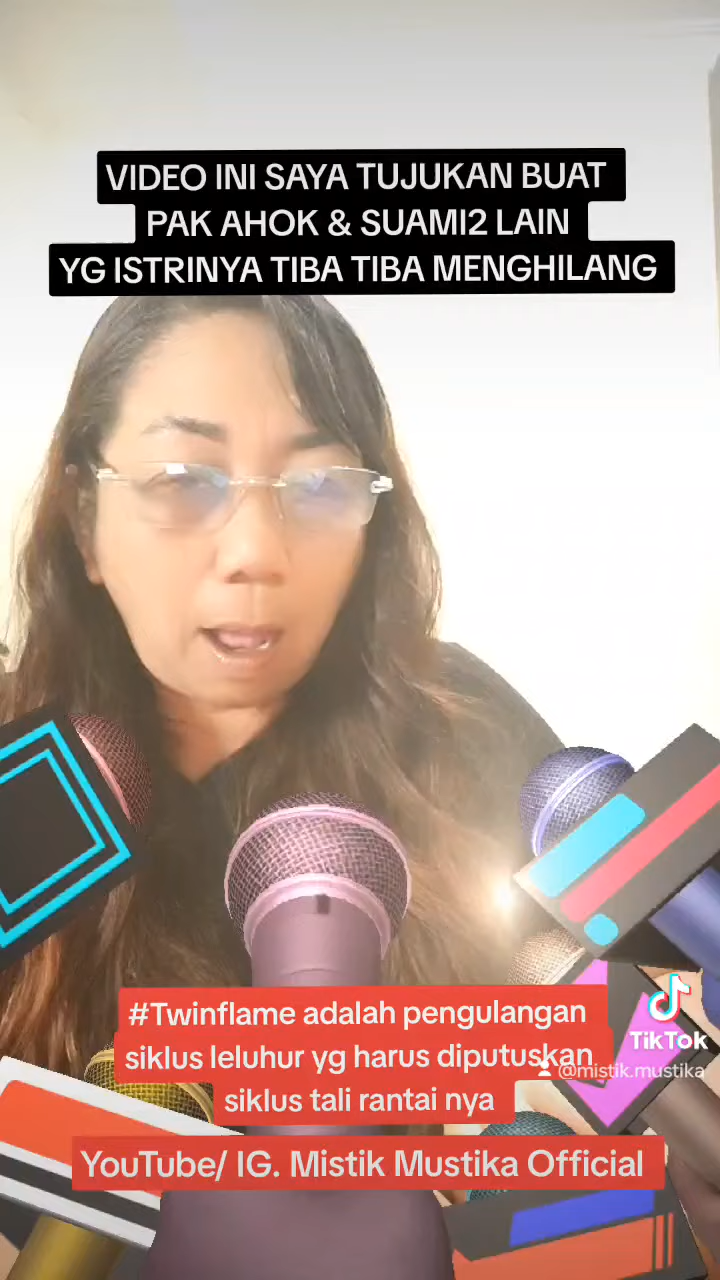 VIDEO INI SAYA TUJUKAN BUAT
PAK AHOK & SUAMI2 LAIN
YG ISTRINYA TIBA TIBA MENGHILANG
#Twinflame adalah pengulangan
siklus leluhur yg harus diputuskan
siklus tali rantai nya
TikTok
@mistik.mustika
YouTube/ IG. Mistik Mustika Official